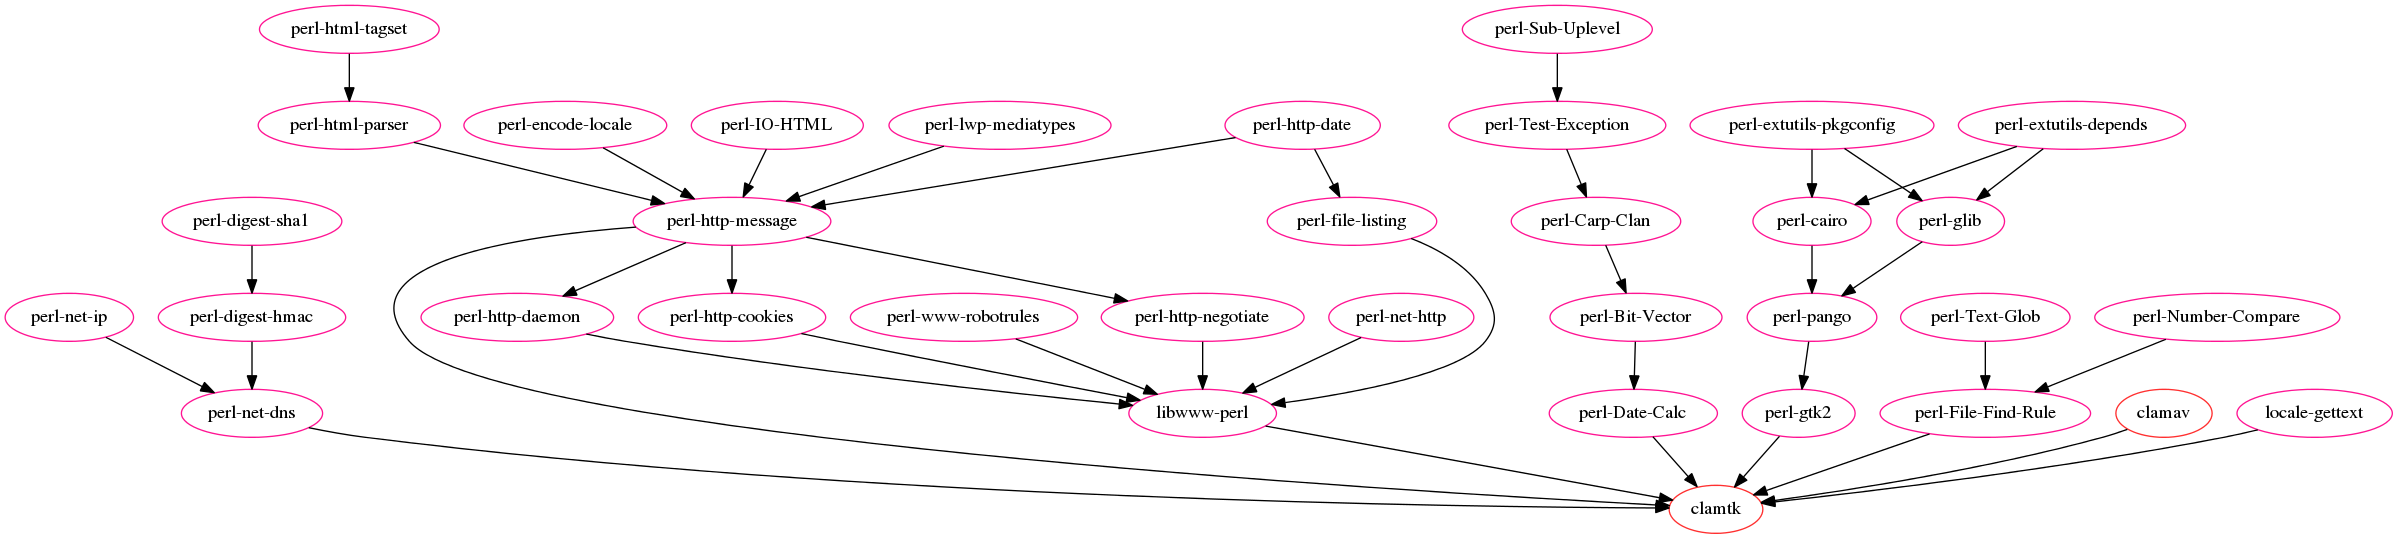 perl-html-tagset
perl-Sub-Uplevel
perl-html-parser
perl-encode-locale
perl-IO-HTML
perl-lwp-mediatypes
perl-http-date
perl-Test-Exception
perl-extutils-pkgconfig
perl-extutils-depends
perl-digest-sha1
perl-http-message
perl-file-listing
perl-Carp-Clan
perl-cairo
perl-glib
perl-net-ip
perl-digest-hmac
perl-http-daemon
perl-http-cookies
perl-www-robotrules
perl-http-negotiate
perl-net-http
perl-Bit-Vector
perl-pango
perl-Text-Glob
perl-Number-Compare
perl-net-dns
libwww-perl
perl-Date-Calc
perl-gtk2
perl-File-Find-Rule
clamav
locale-gettext
clamtk